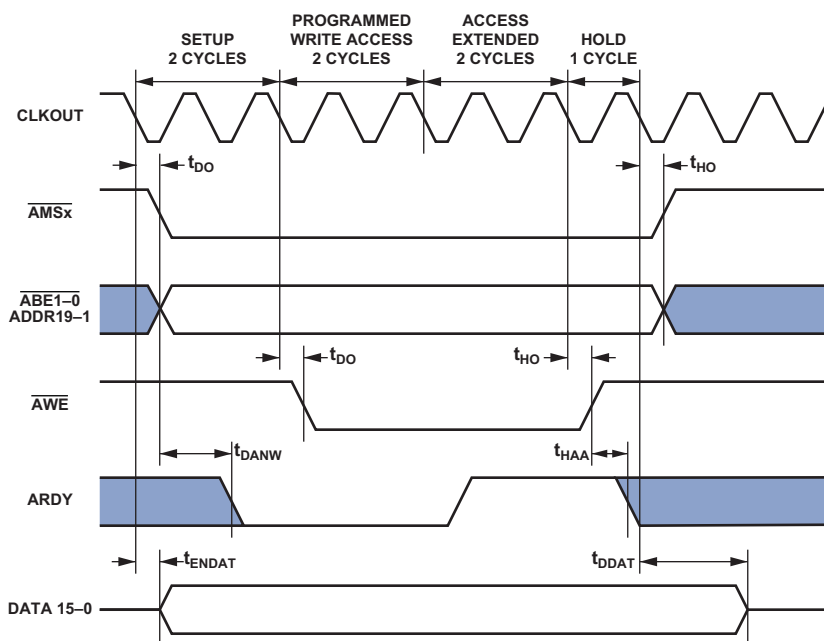 SETUP
2 CYCLES
PROGRAMMED
WRITE ACCESS
2 CYCLES
ACCESS
EXTENDED
2 CYCLES
HOLD
1 CYCLE
CLKOUT
tDO
tHO
AMSx
ABE1–0
ADDR19–1
tDO
tHO
AWE
tDANW
tHAA
ARDY
tENDAT
tDDAT
DATA 15–0